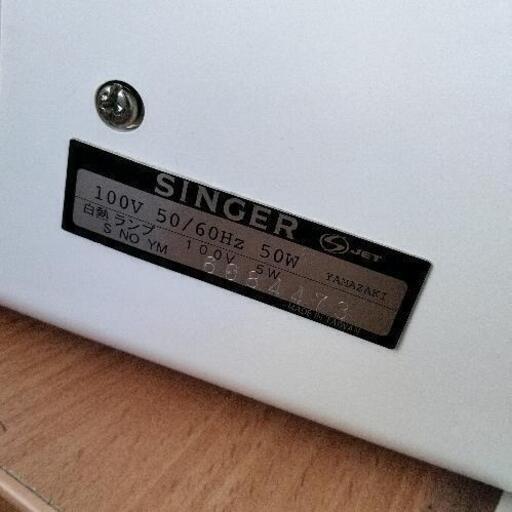 SINGER
JET
100V 50/60Hz 50W YAMAZAKI
白熱ランプ 100V 5W
S NO YM
MADE IN TAIWAN